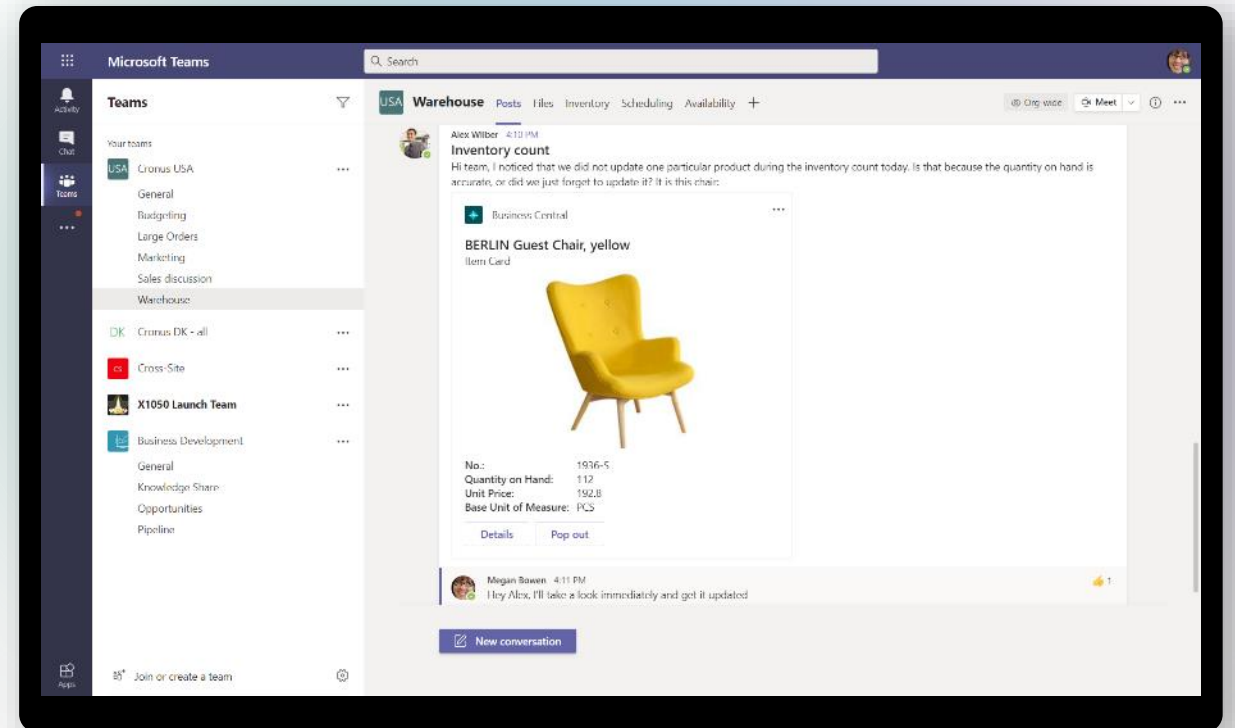 Microsoft Teams
Search
Activity
Chat
Teams
Apps
Teams
Your teams
USA Cronus USA
General
Budgeting
Large Orders
Marketing
Sales discussion
Warehouse
DK Cronus DK - all
CS Cross-Site
X1050 Launch Team
Business Development
General
Knowledge Share
Opportunities
Pipeline
Join or create a team
USA Warehouse Posts Files Inventory Scheduling Availability +
Org wide Meet
Alex Wilber 4:10 PM
Inventory count
Hi team, I noticed that we did not update one particular product during the inventory count today. Is that because the quantity on hand is
accurate, or did we just forget to update it? It is this chair:
Business Central
BERLIN Guest Chair, yellow
Item Card
No.: 1936-S
Quantity on Hand: 112
Unit Price: 192.8
Base Unit of Measure: PCS
Details Pop out
Megan Bowen 4:11 PM
1
Hey Alex, I'll take a look immediately and get it updated
New conversation